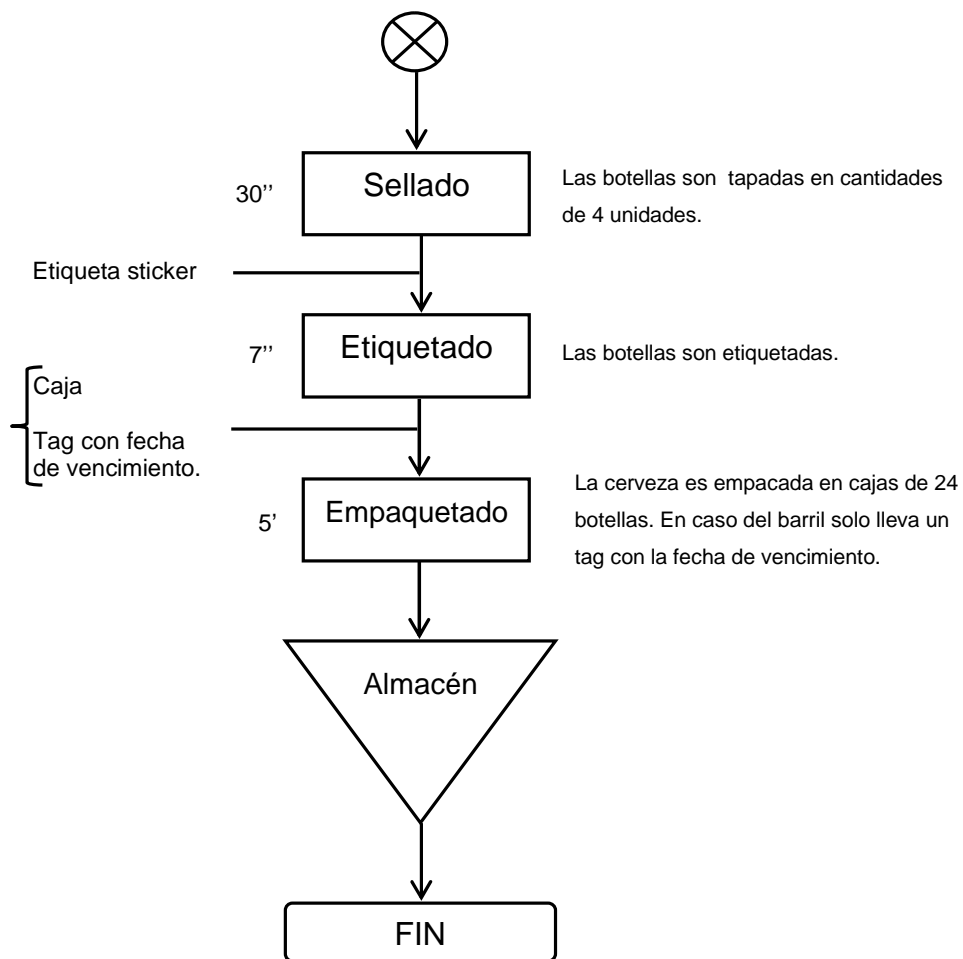 Sellado
30’’
Las botellas son  tapadas en cantidades
de 4 unidades.
Etiqueta sticker
Etiquetado
7’’
Las botellas son etiquetadas.
Caja
Tag con fecha
de vencimiento.
Empaquetado
5’
La cerveza es empacada en cajas de 24
botellas. En caso del barril solo lleva un
tag con la fecha de vencimiento.
Almacén
FIN